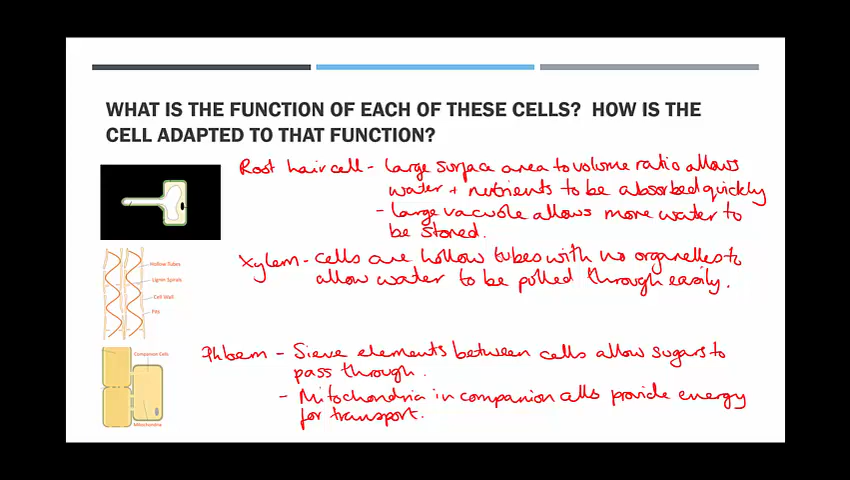 WHAT IS THE FUNCTION OF EACH OF THESE CELLS? HOW IS THE
CELL ADAPTED TO THAT FUNCTION?
Root hair cell - large surface area to volume ratio allows
water + nutrients to be absorbed quickly
- large vacuole allows more water to
be stored.
Xylem - cells are hollow tubes with no organelles to
allow water to be pulled through easily.
Hollow Tubes
Lignin Spirals
Cell Wall
Pits
Phloem - Sieve elements between cells allow sugars to
pass through.
- Mitochondria in companion cells provide energy
for transport.
Companion Cells
Mitochondria